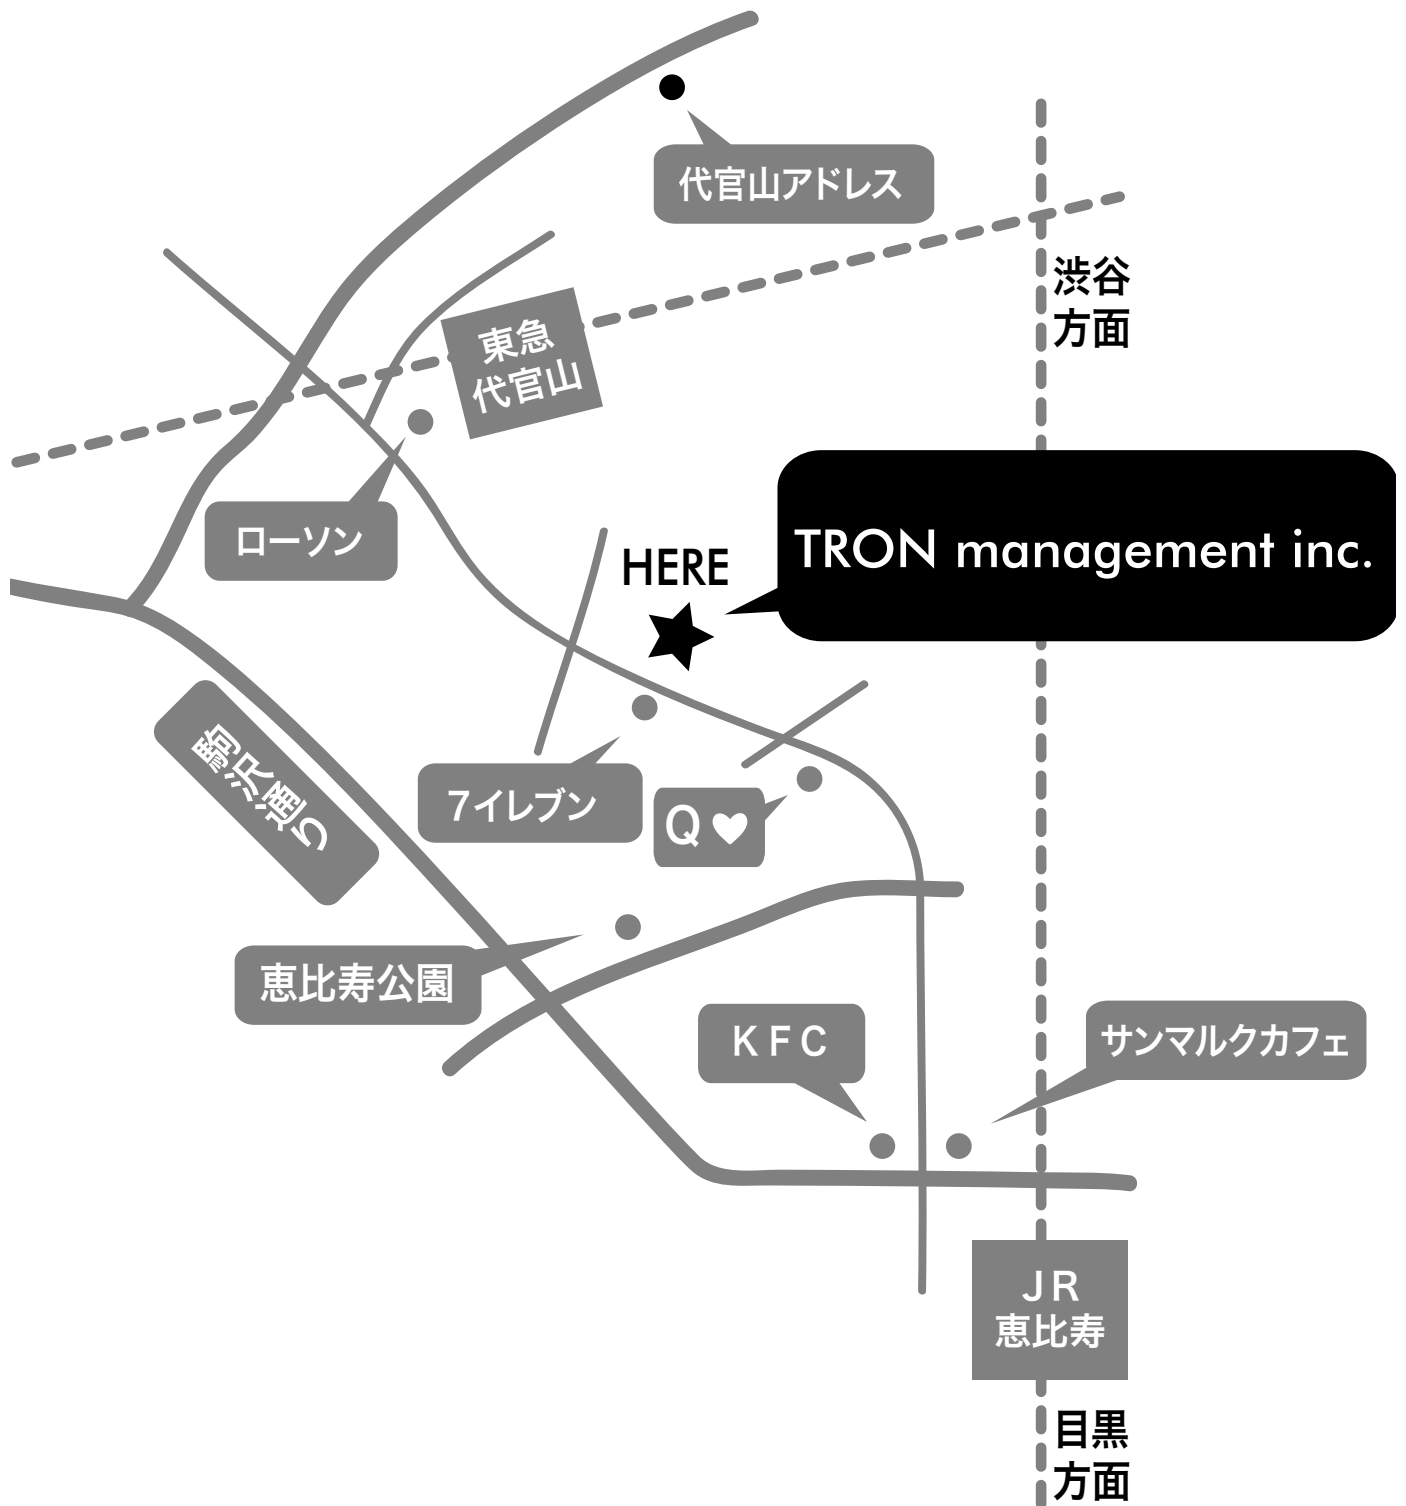 代官山アドレス
渋谷
方面
東急
代官山
ローソン
HERE
TRON management inc.
駒沢通り
7イレブン
Q
恵比寿公園
KFC
サンマルクカフェ
JR
恵比寿
目黒
方面